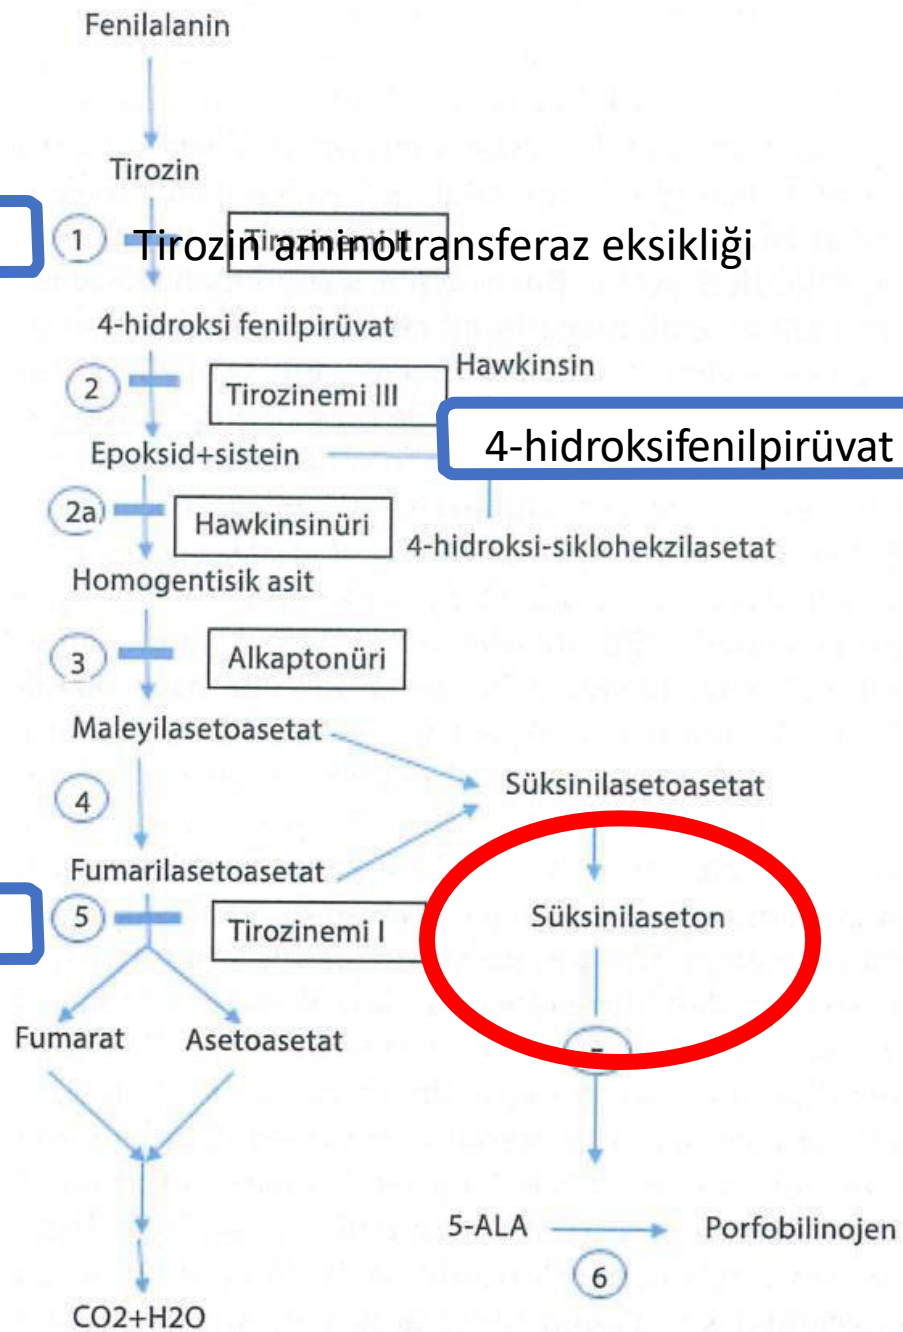 Fenilalanin
Tirozin
1
Tirozinemi II
Tirozin aminotransferaz eksikliği
4-hidroksi fenilpirüvat
2
Tirozinemi III
Hawkinsin
4-hidroksifenilpirüvat
Epoksid+sistein
2a
Hawkinsinüri
4-hidroksi-siklohekzilasetat
Homogentisik asit
3
Alkaptonüri
Maleyilasetoasetat
Süksinilasetoasetat
4
Fumarilasetoasetat
5
Tirozinemi I
Süksinilaseton
Fumarat
Asetoasetat
5-ALA
Porfobilinojen
6
CO2+H2O